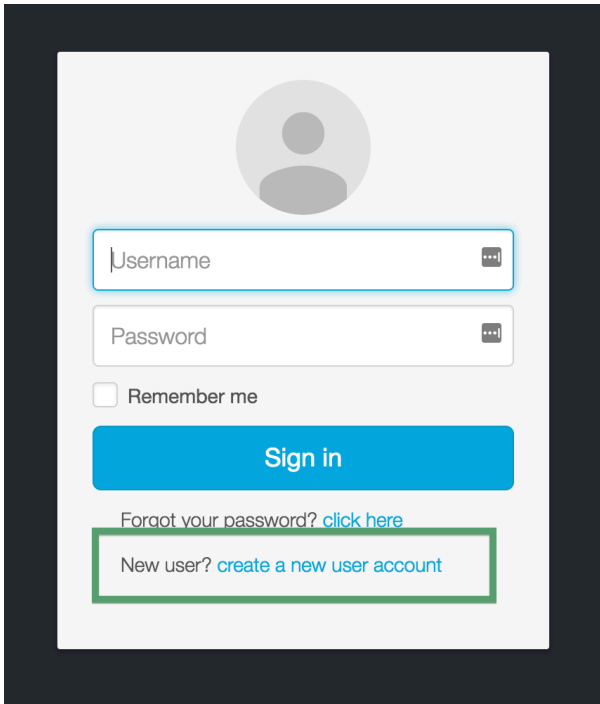 Username
Password
Remember me
Sign in
Forgot your password? click here
New user? create a new user account